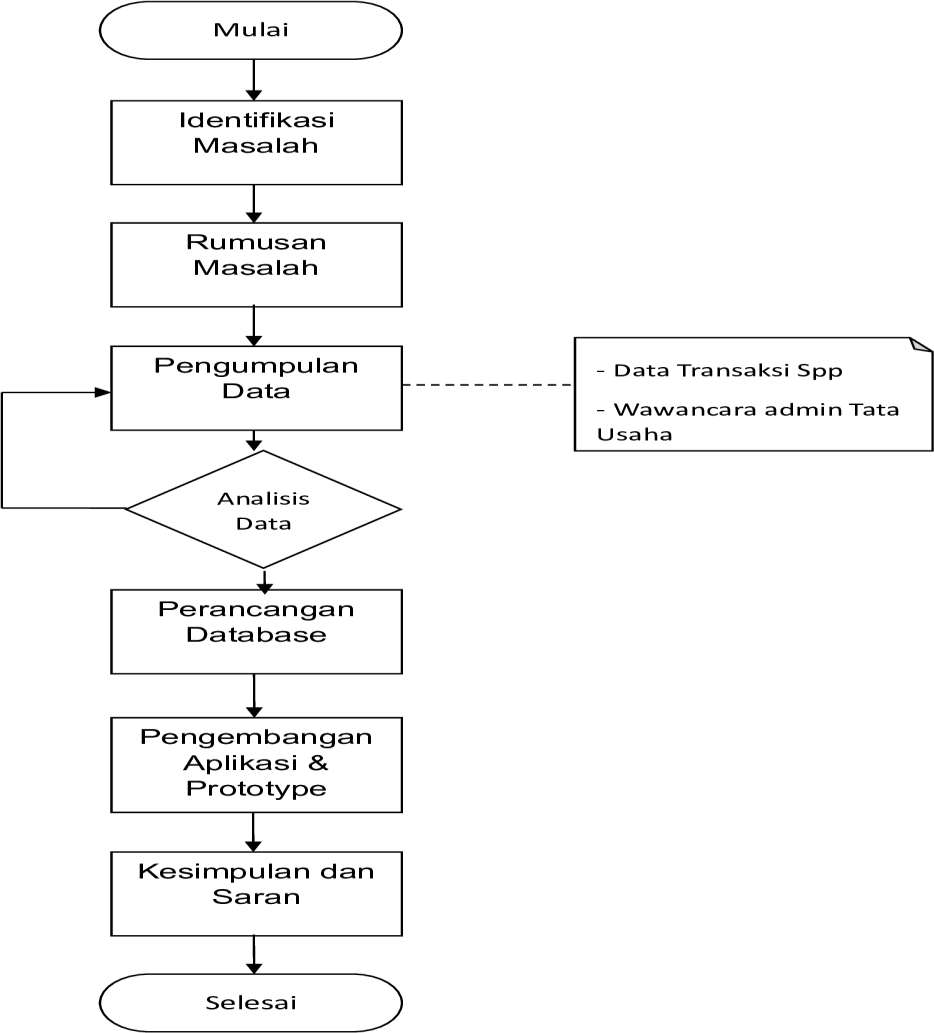 Mulai
Identifikasi
Masalah
Rumusan
Masalah
Pengumpulan
Data
- Data Transaksi Spp
- Wawancara admin Tata
Usaha
Analisis
Data
Perancangan
Database
Pengembangan
Aplikasi &
Prototype
Kesimpulan dan
Saran
Selesai